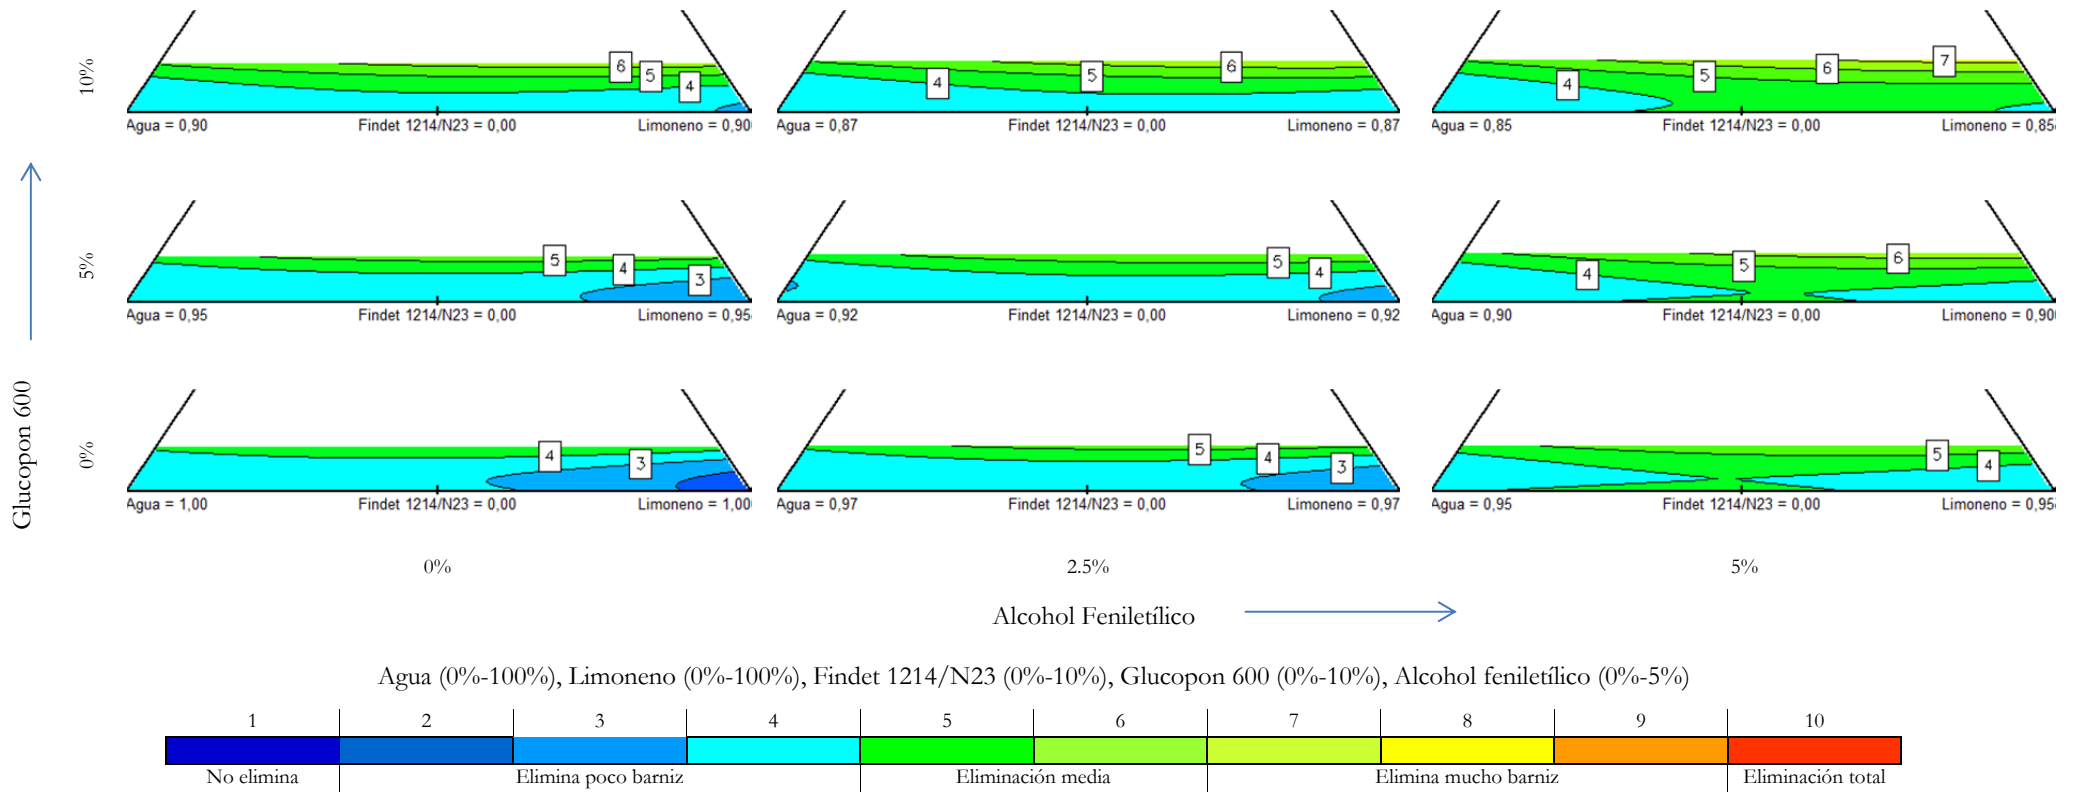 10%
6 5 4
4 5 6
4 5 6 7
Agua = 0,90 Findet 1214/N23 = 0,00 Limoneno = 0,90
Agua = 0,87 Findet 1214/N23 = 0,00 Limoneno = 0,87
Agua = 0,85 Findet 1214/N23 = 0,00 Limoneno = 0,85
5%
5 4 3
5 4
4 5 6
Agua = 0,95 Findet 1214/N23 = 0,00 Limoneno = 0,95
Agua = 0,92 Findet 1214/N23 = 0,00 Limoneno = 0,92
Agua = 0,90 Findet 1214/N23 = 0,00 Limoneno = 0,90
Glucopon 600
0%
4 3
5 4 3
5 4
Agua = 1,00 Findet 1214/N23 = 0,00 Limoneno = 1,00
Agua = 0,97 Findet 1214/N23 = 0,00 Limoneno = 0,97
Agua = 0,95 Findet 1214/N23 = 0,00 Limoneno = 0,95
0% 2.5% 5%
Alcohol Feniletílico
Agua (0%-100%), Limoneno (0%-100%), Findet 1214/N23 (0%-10%), Glucopon 600 (0%-10%), Alcohol feniletílico (0%-5%)
1 2 3 4 5 6 7 8 9 10
No elimina Elimina poco barniz Eliminación media Elimina mucho barniz Eliminación total